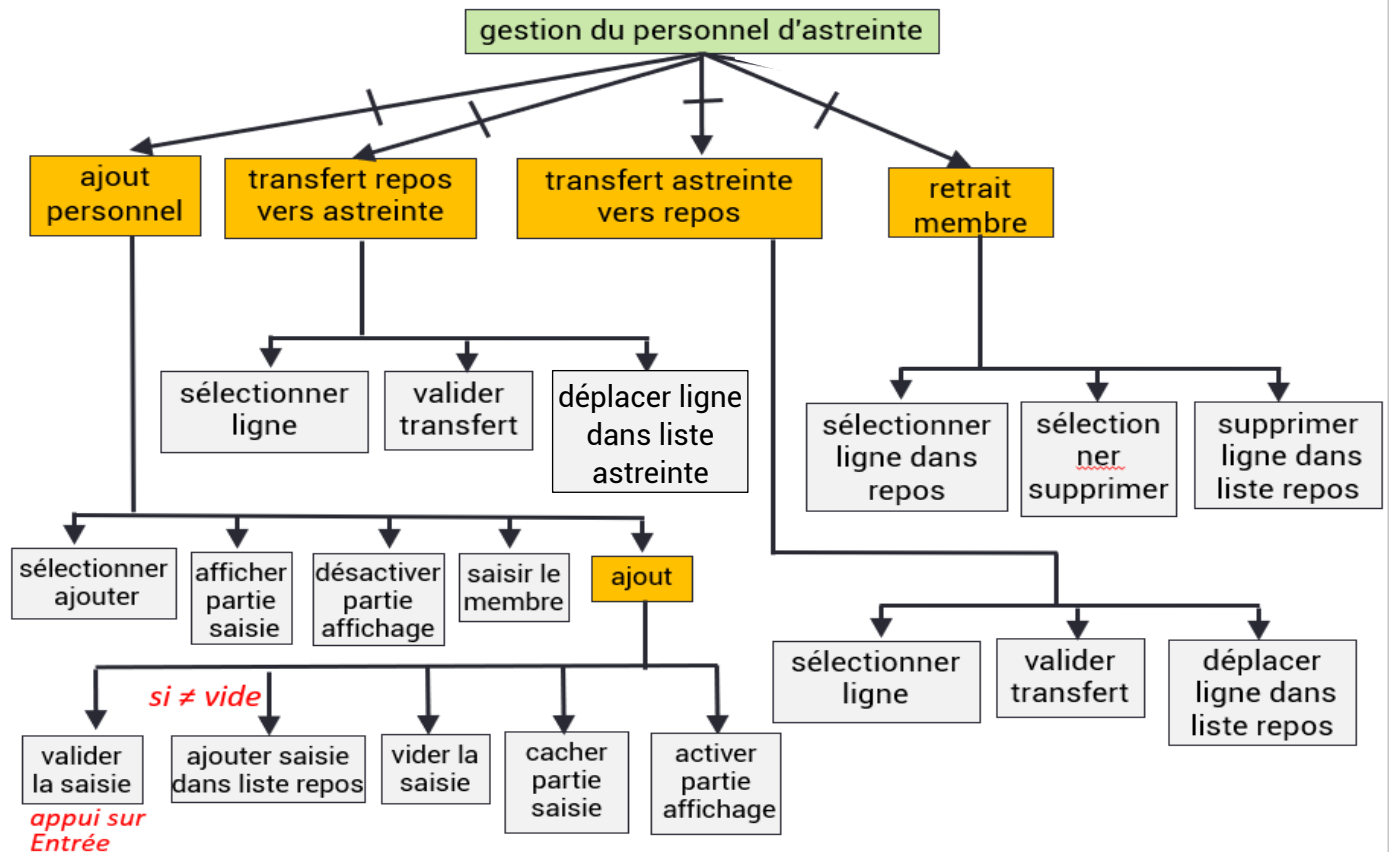 gestion du personnel d'astreinte
ajout
personnel
transfert repos
vers astreinte
transfert astreinte
vers repos
retrait
membre
sélectionner
ligne
valider
transfert
déplacer ligne
dans liste
astreinte
sélectionner
ligne dans
repos
sélection
ner
supprimer
supprimer
ligne dans
liste repos
sélectionner
ajouter
afficher
partie
saisie
désactiver
partie
affichage
saisir le
membre
ajout
sélectionner
ligne
valider
transfert
déplacer
ligne dans
liste repos
si ≠ vide
valider
la saisie
appui sur
Entrée
ajouter saisie
dans liste repos
vider la
saisie
cacher
partie
saisie
activer
partie
affichage